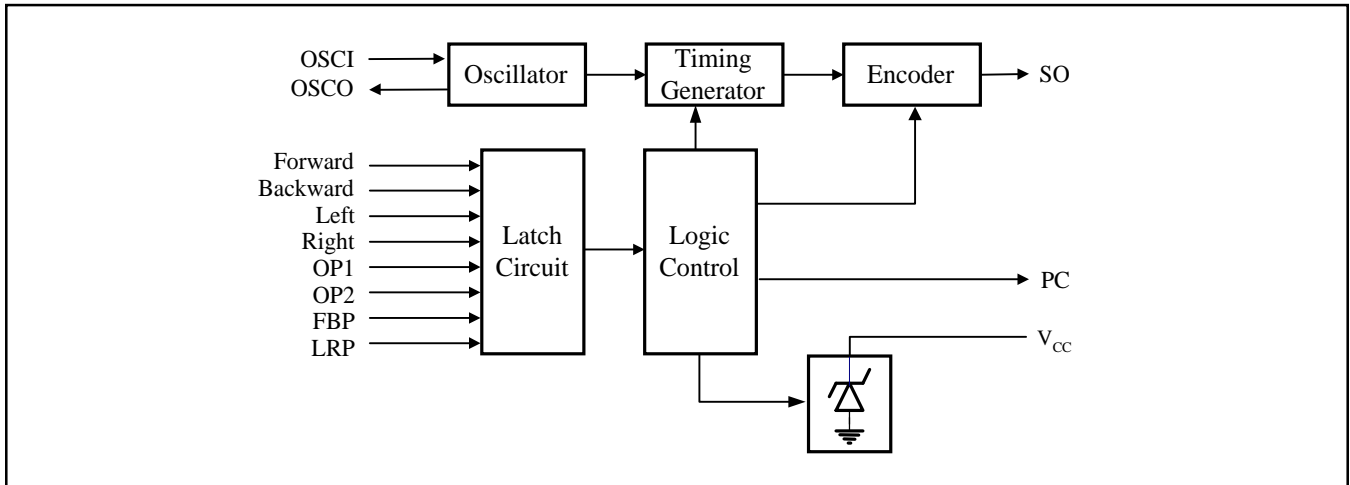 OSCI
OSCO
Oscillator
Timing
Generator
Encoder
SO
Forward
Backward
Left
Right
OP1
OP2
FBP
LRP
Latch
Circuit
Logic
Control
PC
VCC